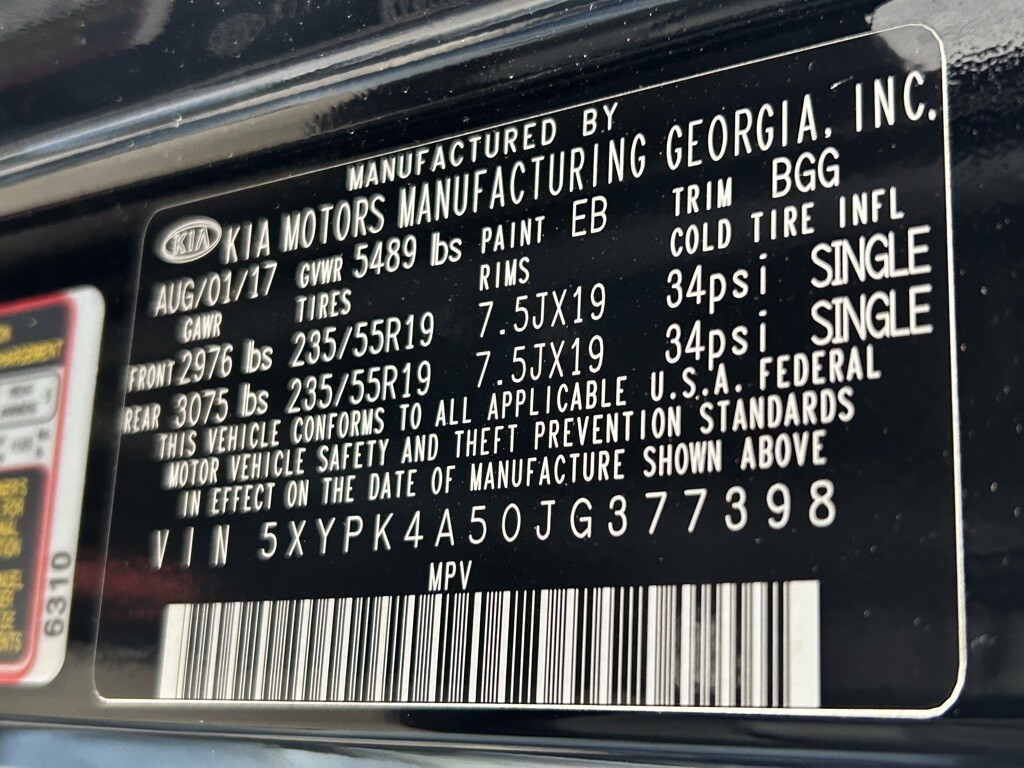 MANUFACTURED BY
KIA KIA MOTORS MANUFACTURING GEORGIA, INC.
AUG/01/17 GVWR 5489 lbs PAINT EB TRIM BGG
GAWR TIRES RIMS COLD TIRE INFL
FRONT 2976 lbs 235/55R19 7.5JX19 34psi SINGLE
REAR 3075 lbs 235/55R19 7.5JX19 34psi SINGLE
THIS VEHICLE CONFORMS TO ALL APPLICABLE U.S.A. FEDERAL
MOTOR VEHICLE SAFETY AND THEFT PREVENTION STANDARDS
IN EFFECT ON THE DATE OF MANUFACTURE SHOWN ABOVE
VIN 5XYPK4A50JG377398
MPV
6310